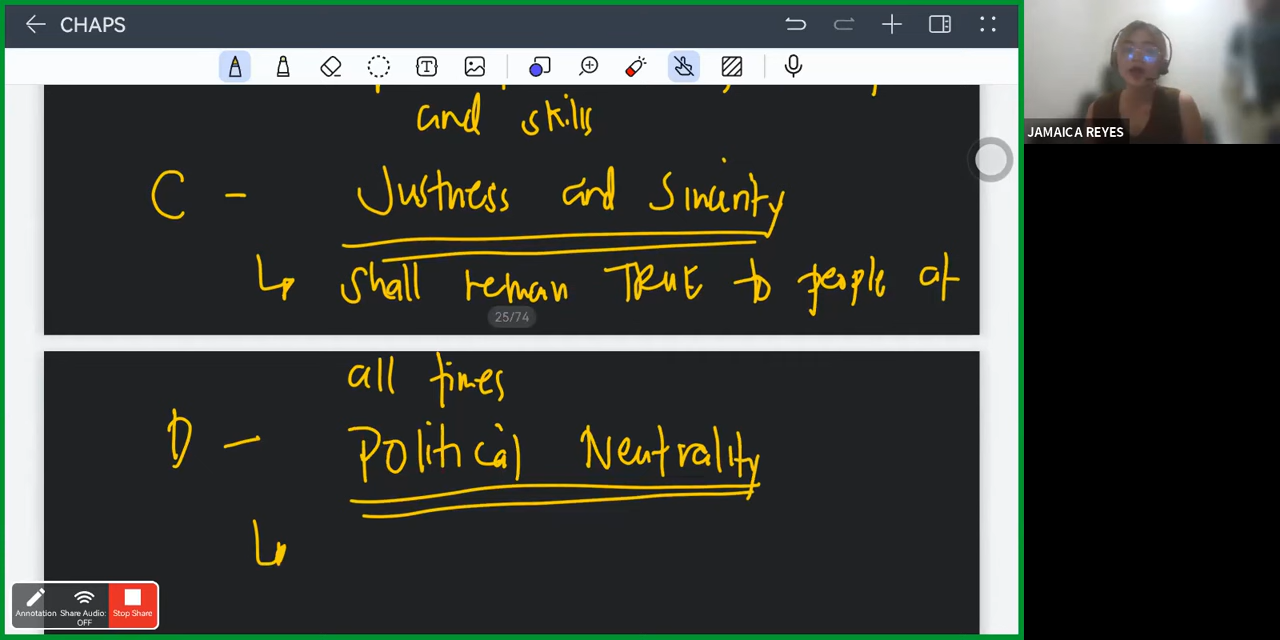 CHAPS
JAMAICA REYES
and skills
C - Justness and Sincerity
↳ shall remain TRUE to people at
25/74
all times
D - Political Neutrality
↳
Annotation
Share Audio: OFF
Stop Share